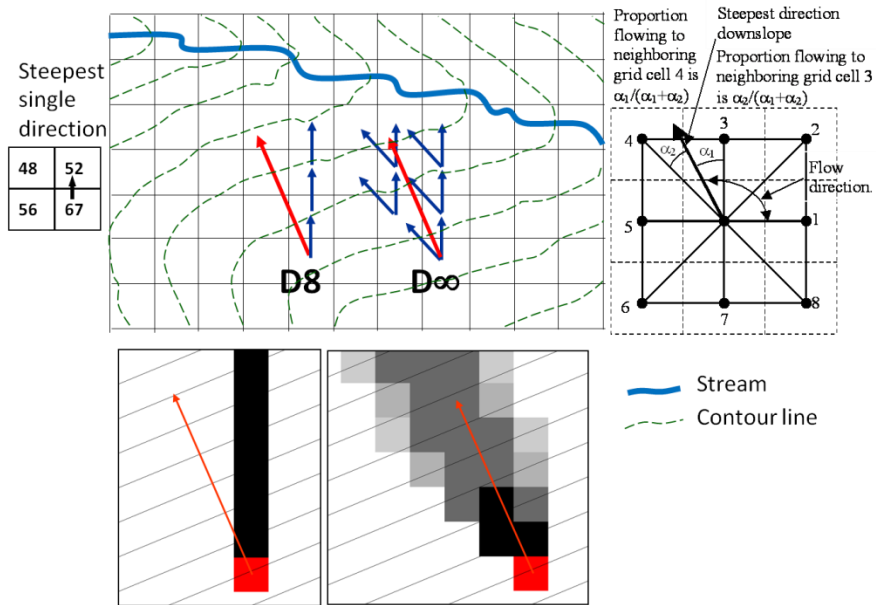 Steepest
single
direction
48 52
56 67
D8
D∞
Proportion
flowing to
neighboring
grid cell 4 is
α₁/(α₁+α₂)
Steepest direction
downslope
Proportion flowing to
neighboring grid cell 3
is α₂/(α₁+α₂)
4
3
2
α₂
α₁
Flow
direction.
5
1
6
7
8
Stream
Contour line